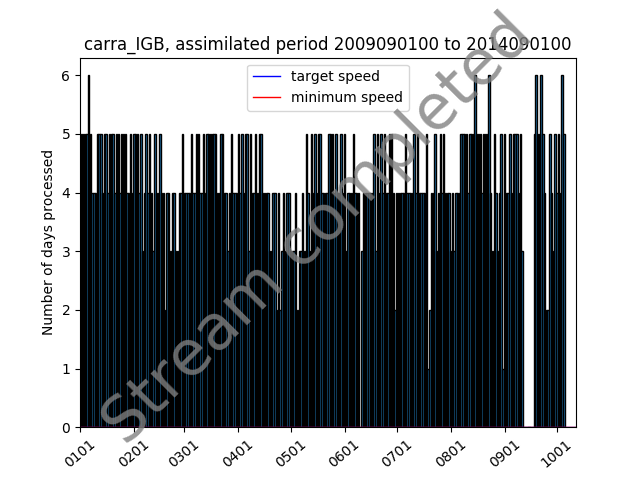 carra_IGB, assimilated period 2009090100 to 2014090100
target speed
minimum speed
Stream completed
Number of days processed
6
5
4
3
2
1
0
0101 0201 0301 0401 0501 0601 0701 0801 0901 1001